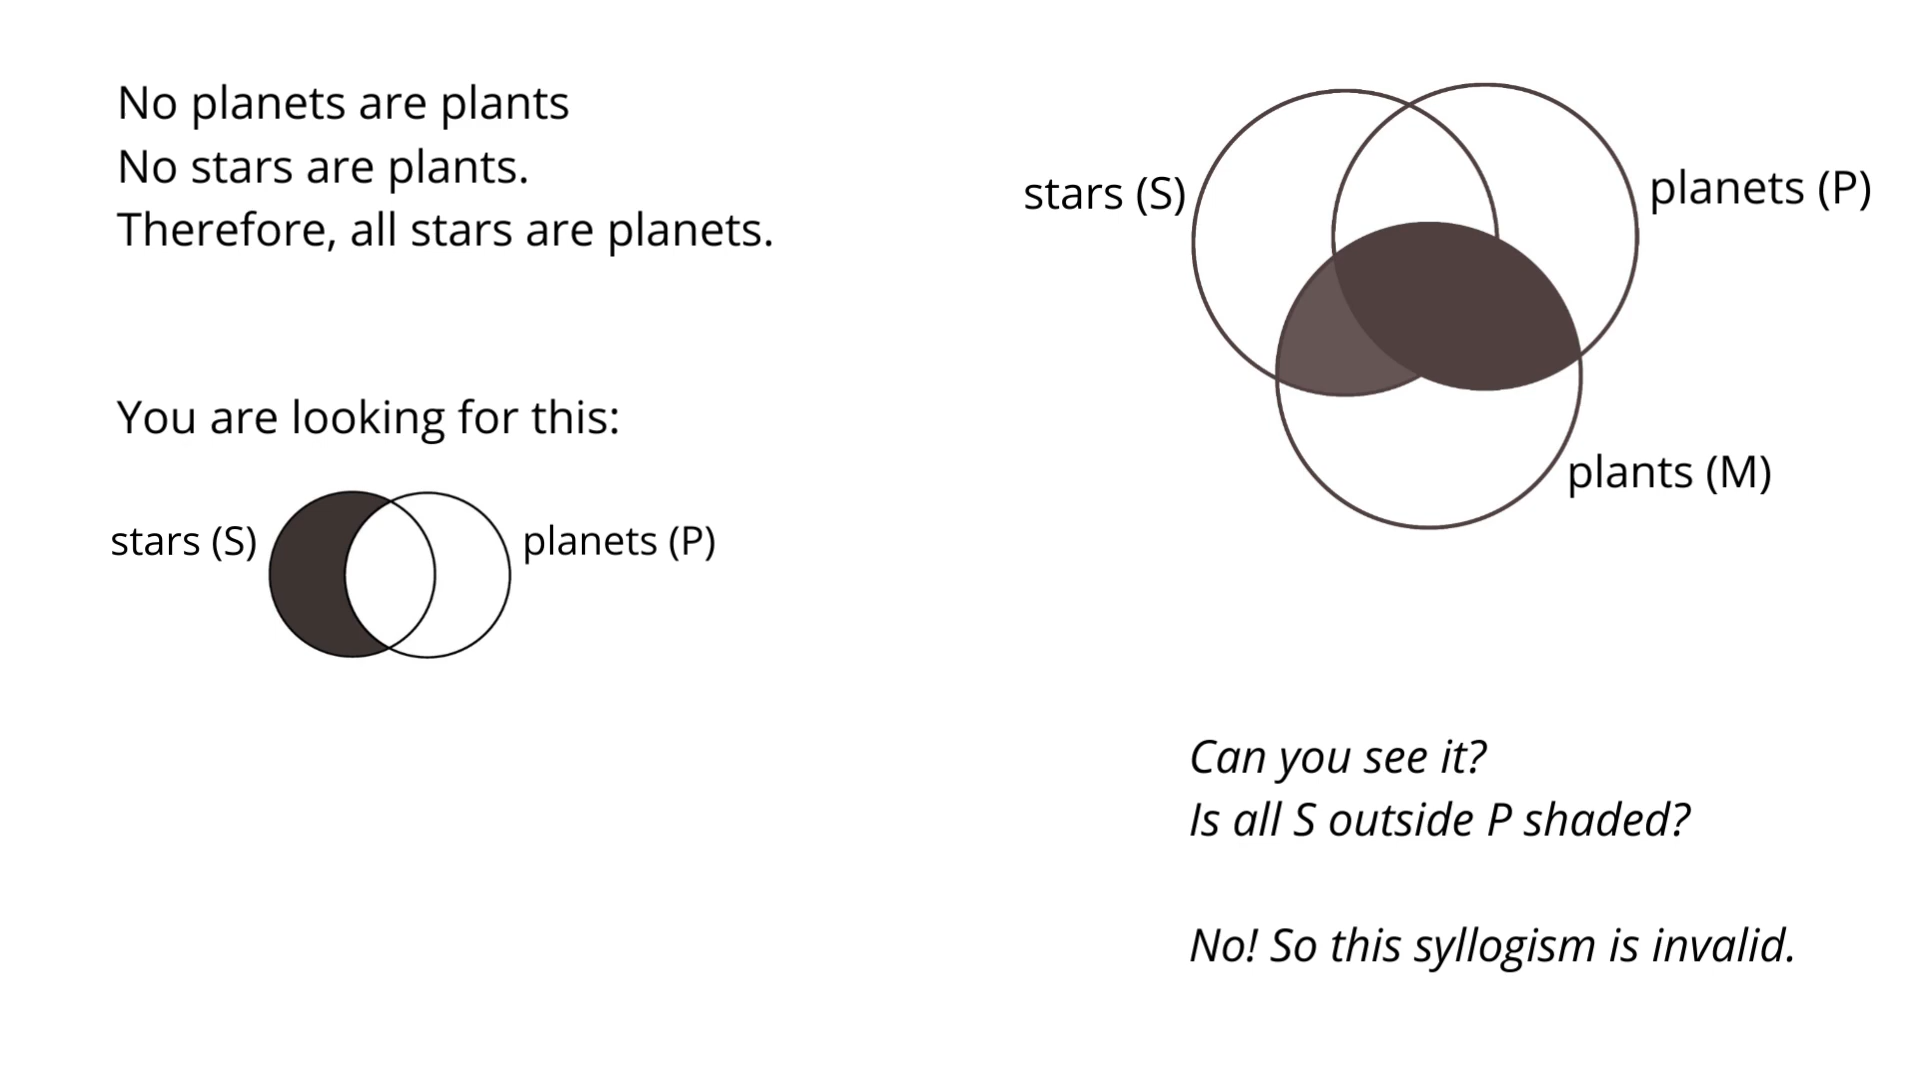 No planets are plants
No stars are plants.
Therefore, all stars are planets.
You are looking for this:
stars (S)
planets (P)
stars (S)
planets (P)
plants (M)
Can you see it?
Is all S outside P shaded?
No! So this syllogism is invalid.